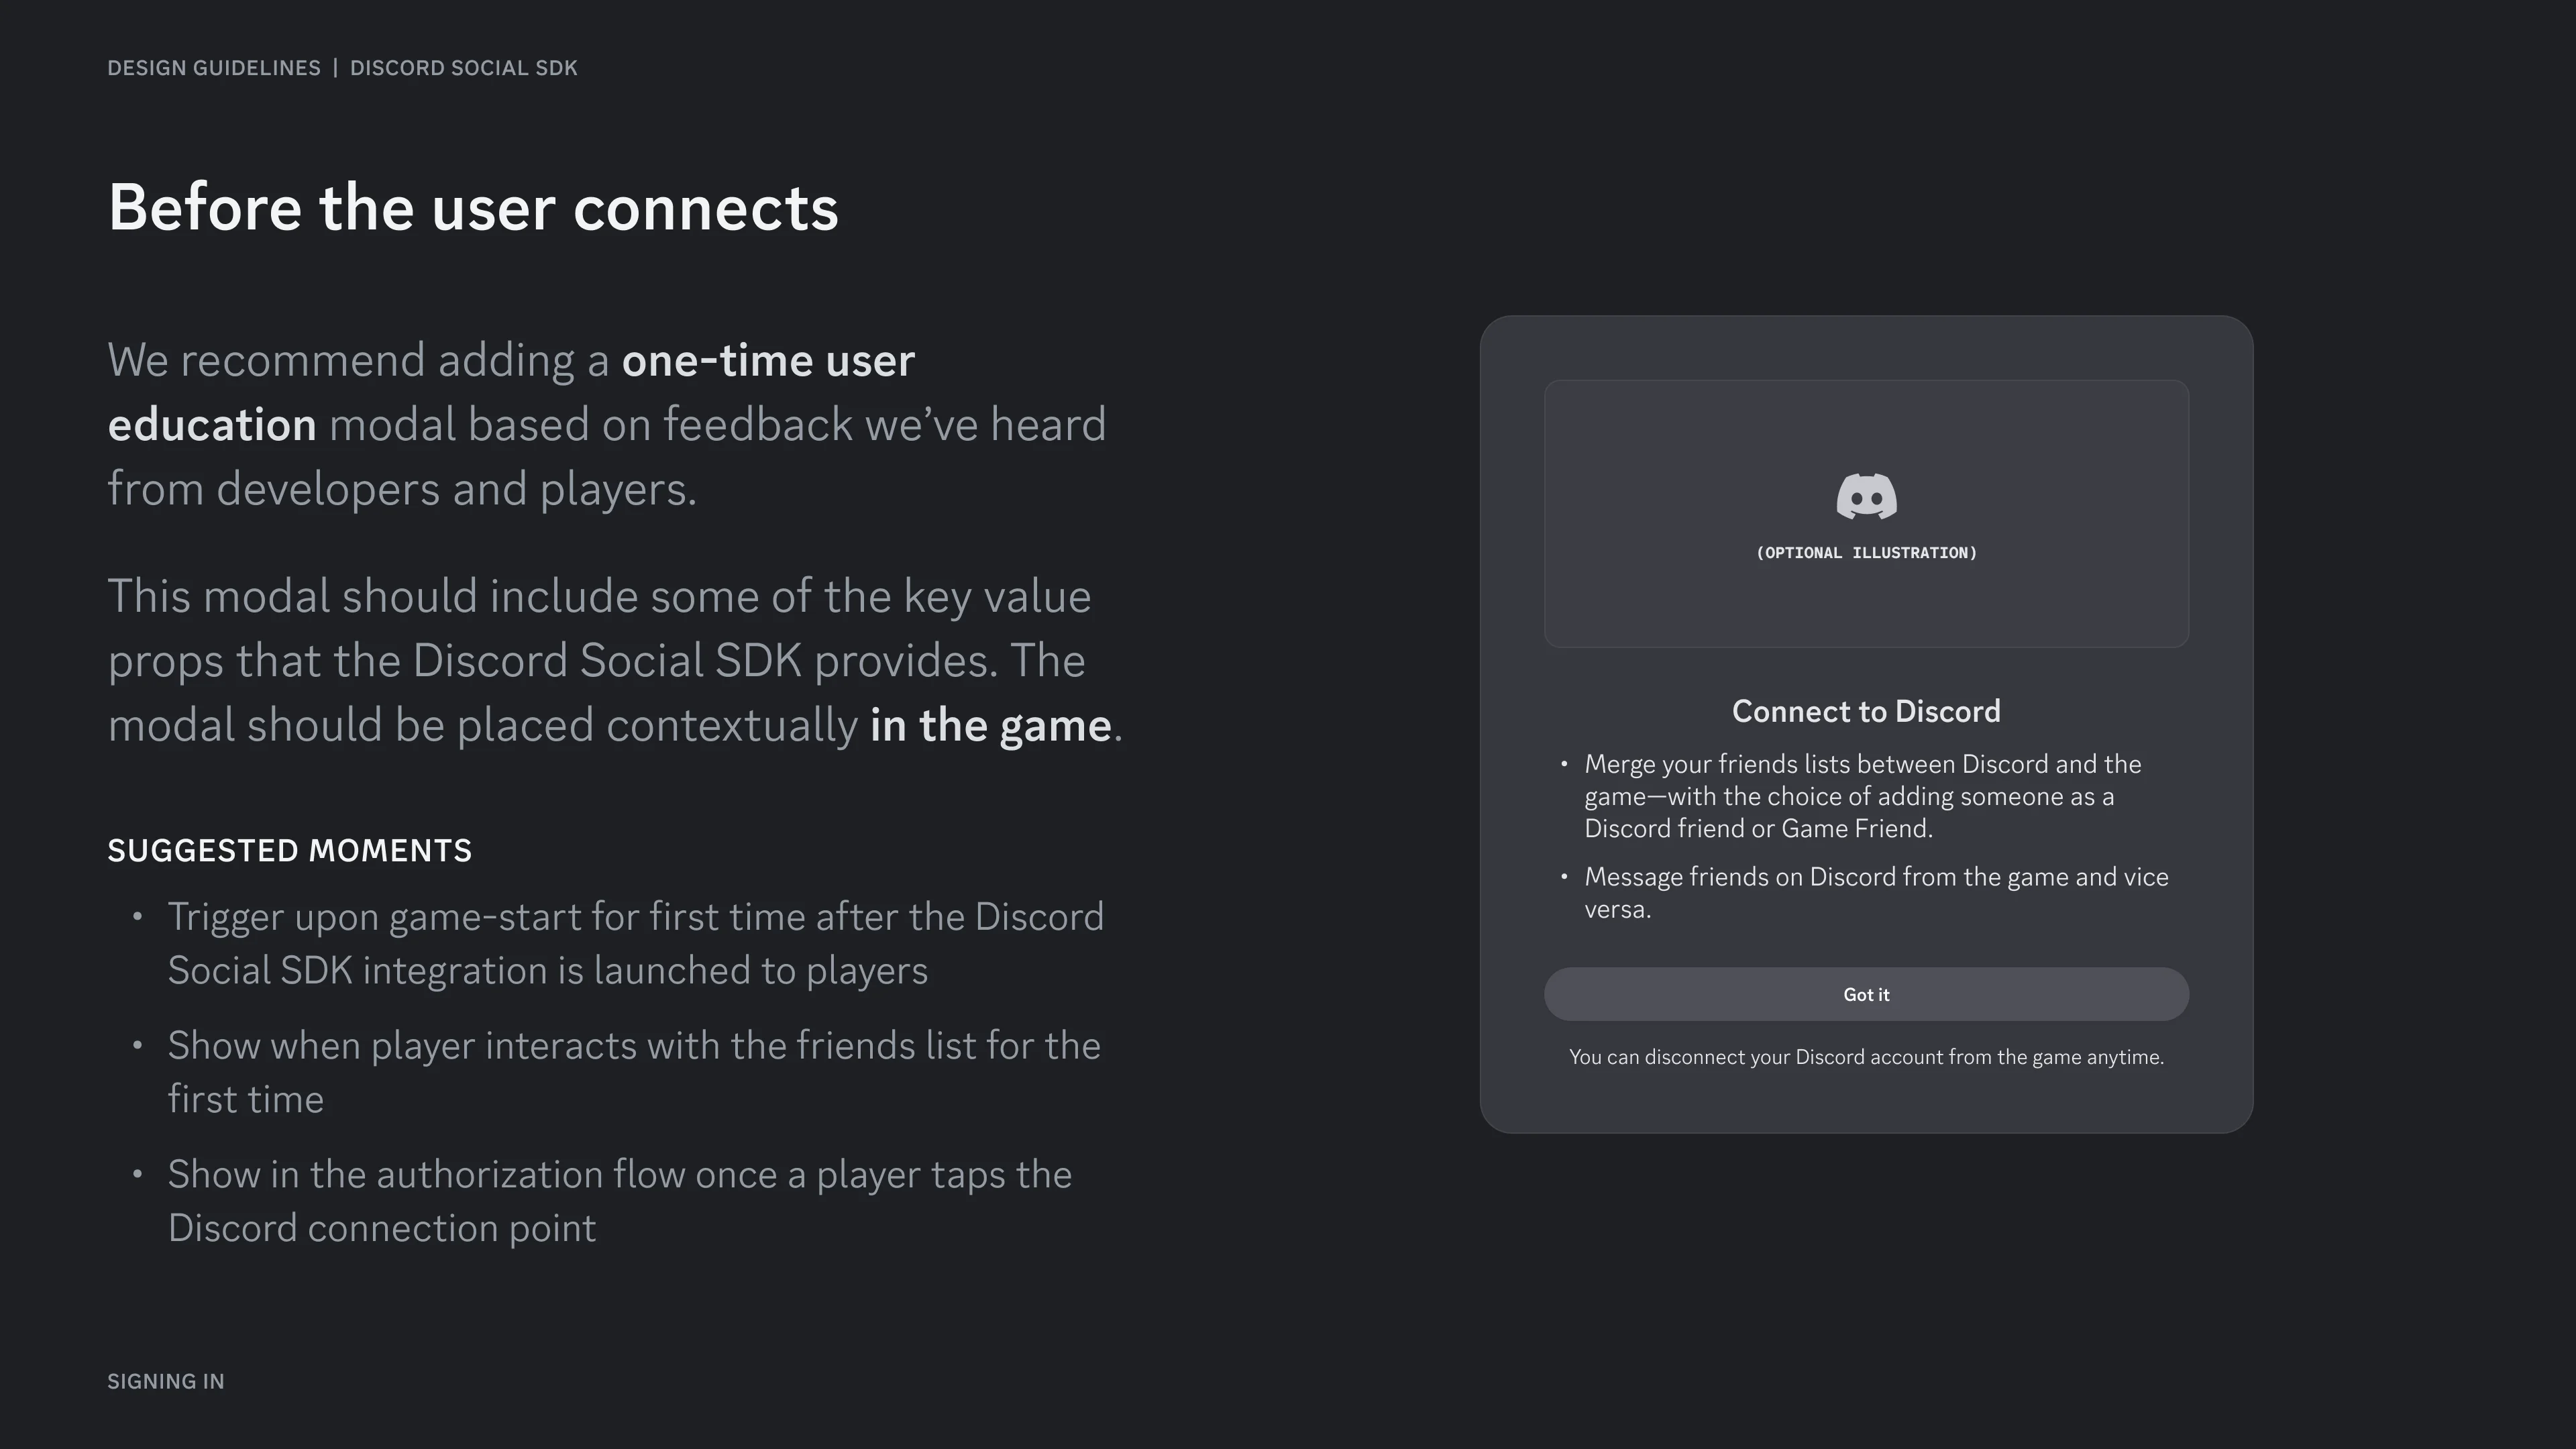 DESIGN GUIDELINES | DISCORD SOCIAL SDK
Before the user connects
We recommend adding a one-time user
education modal based on feedback we’ve heard
from developers and players.
This modal should include some of the key value
props that the Discord Social SDK provides. The
modal should be placed contextually in the game.
SUGGESTED MOMENTS
• Trigger upon game-start for first time after the Discord
Social SDK integration is launched to players
• Show when player interacts with the friends list for the
first time
• Show in the authorization flow once a player taps the
Discord connection point
(OPTIONAL ILLUSTRATION)
Connect to Discord
• Merge your friends lists between Discord and the
game—with the choice of adding someone as a
Discord friend or Game Friend.
• Message friends on Discord from the game and vice
versa.
Got it
You can disconnect your Discord account from the game anytime.
SIGNING IN